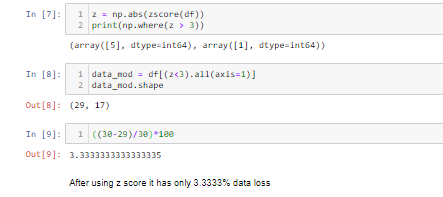 In [7]: 1 z = np.abs(zscore(df))
2 print(np.where(z > 3))
(array([5], dtype=int64), array([1], dtype=int64))
In [8]: 1 data_mod = df[(z<3).all(axis=1)]
2 data_mod.shape
Out[8]: (29, 17)
In [9]: 1 ((30-29)/30)*100
Out[9]: 3.3333333333333335
After using z score it has only 3.3333% data loss